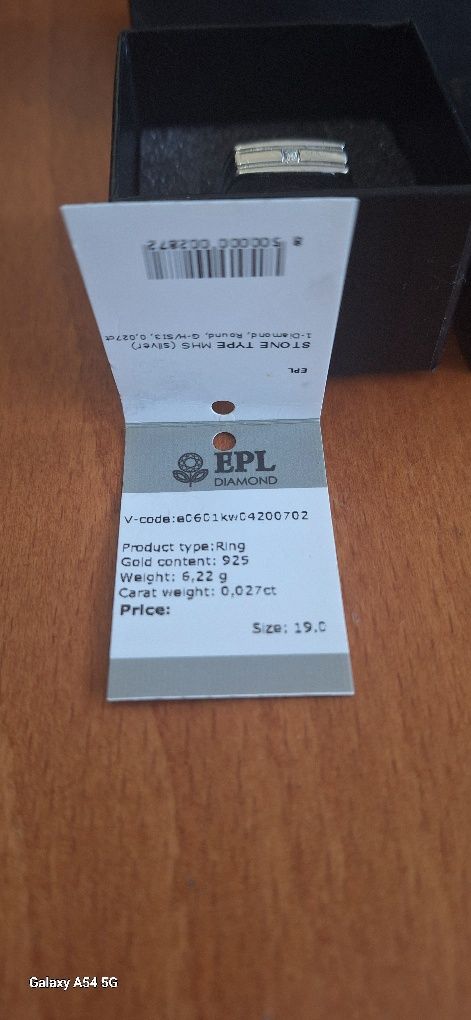 8 500000 002872
1-Diamond, Round, G-H/SI3, 0,027ct
STONE TYPE MHS (silver)
EPL
EPL
DIAMOND
V-code:e0601kw04200702
Product type:Ring
Gold content: 925
Weight: 6,22 g
Carat weight: 0,027ct
Price:
Size: 19.0
Galaxy A54 5G